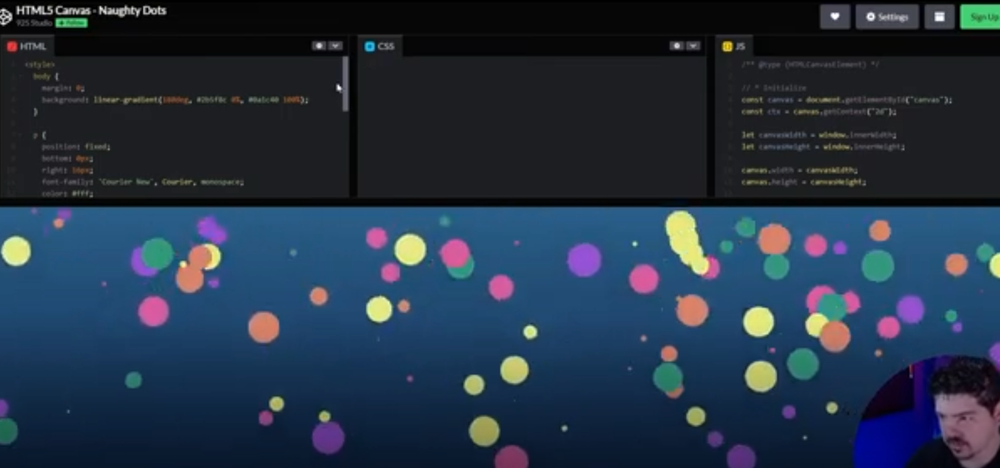 HTML5 Canvas - Naughty Dots
925 Studio + Follow
Settings
Sign Up
HTML
<style>
body {
margin: 0;
background: linear-gradient(180deg, #2b5f8c 0%, #0a1c40 100%);
}
p {
position: fixed;
bottom: 0px;
right: 16px;
font-family: 'Courier New', Courier, monospace;
color: #fff;
CSS
JS
/** @type {HTMLCanvasElement} */
// * Initialize
const canvas = document.getElementById("canvas");
const ctx = canvas.getContext("2d");
let canvasWidth = window.innerWidth;
let canvasHeight = window.innerHeight;
canvas.width = canvasWidth;
canvas.height = canvasHeight;